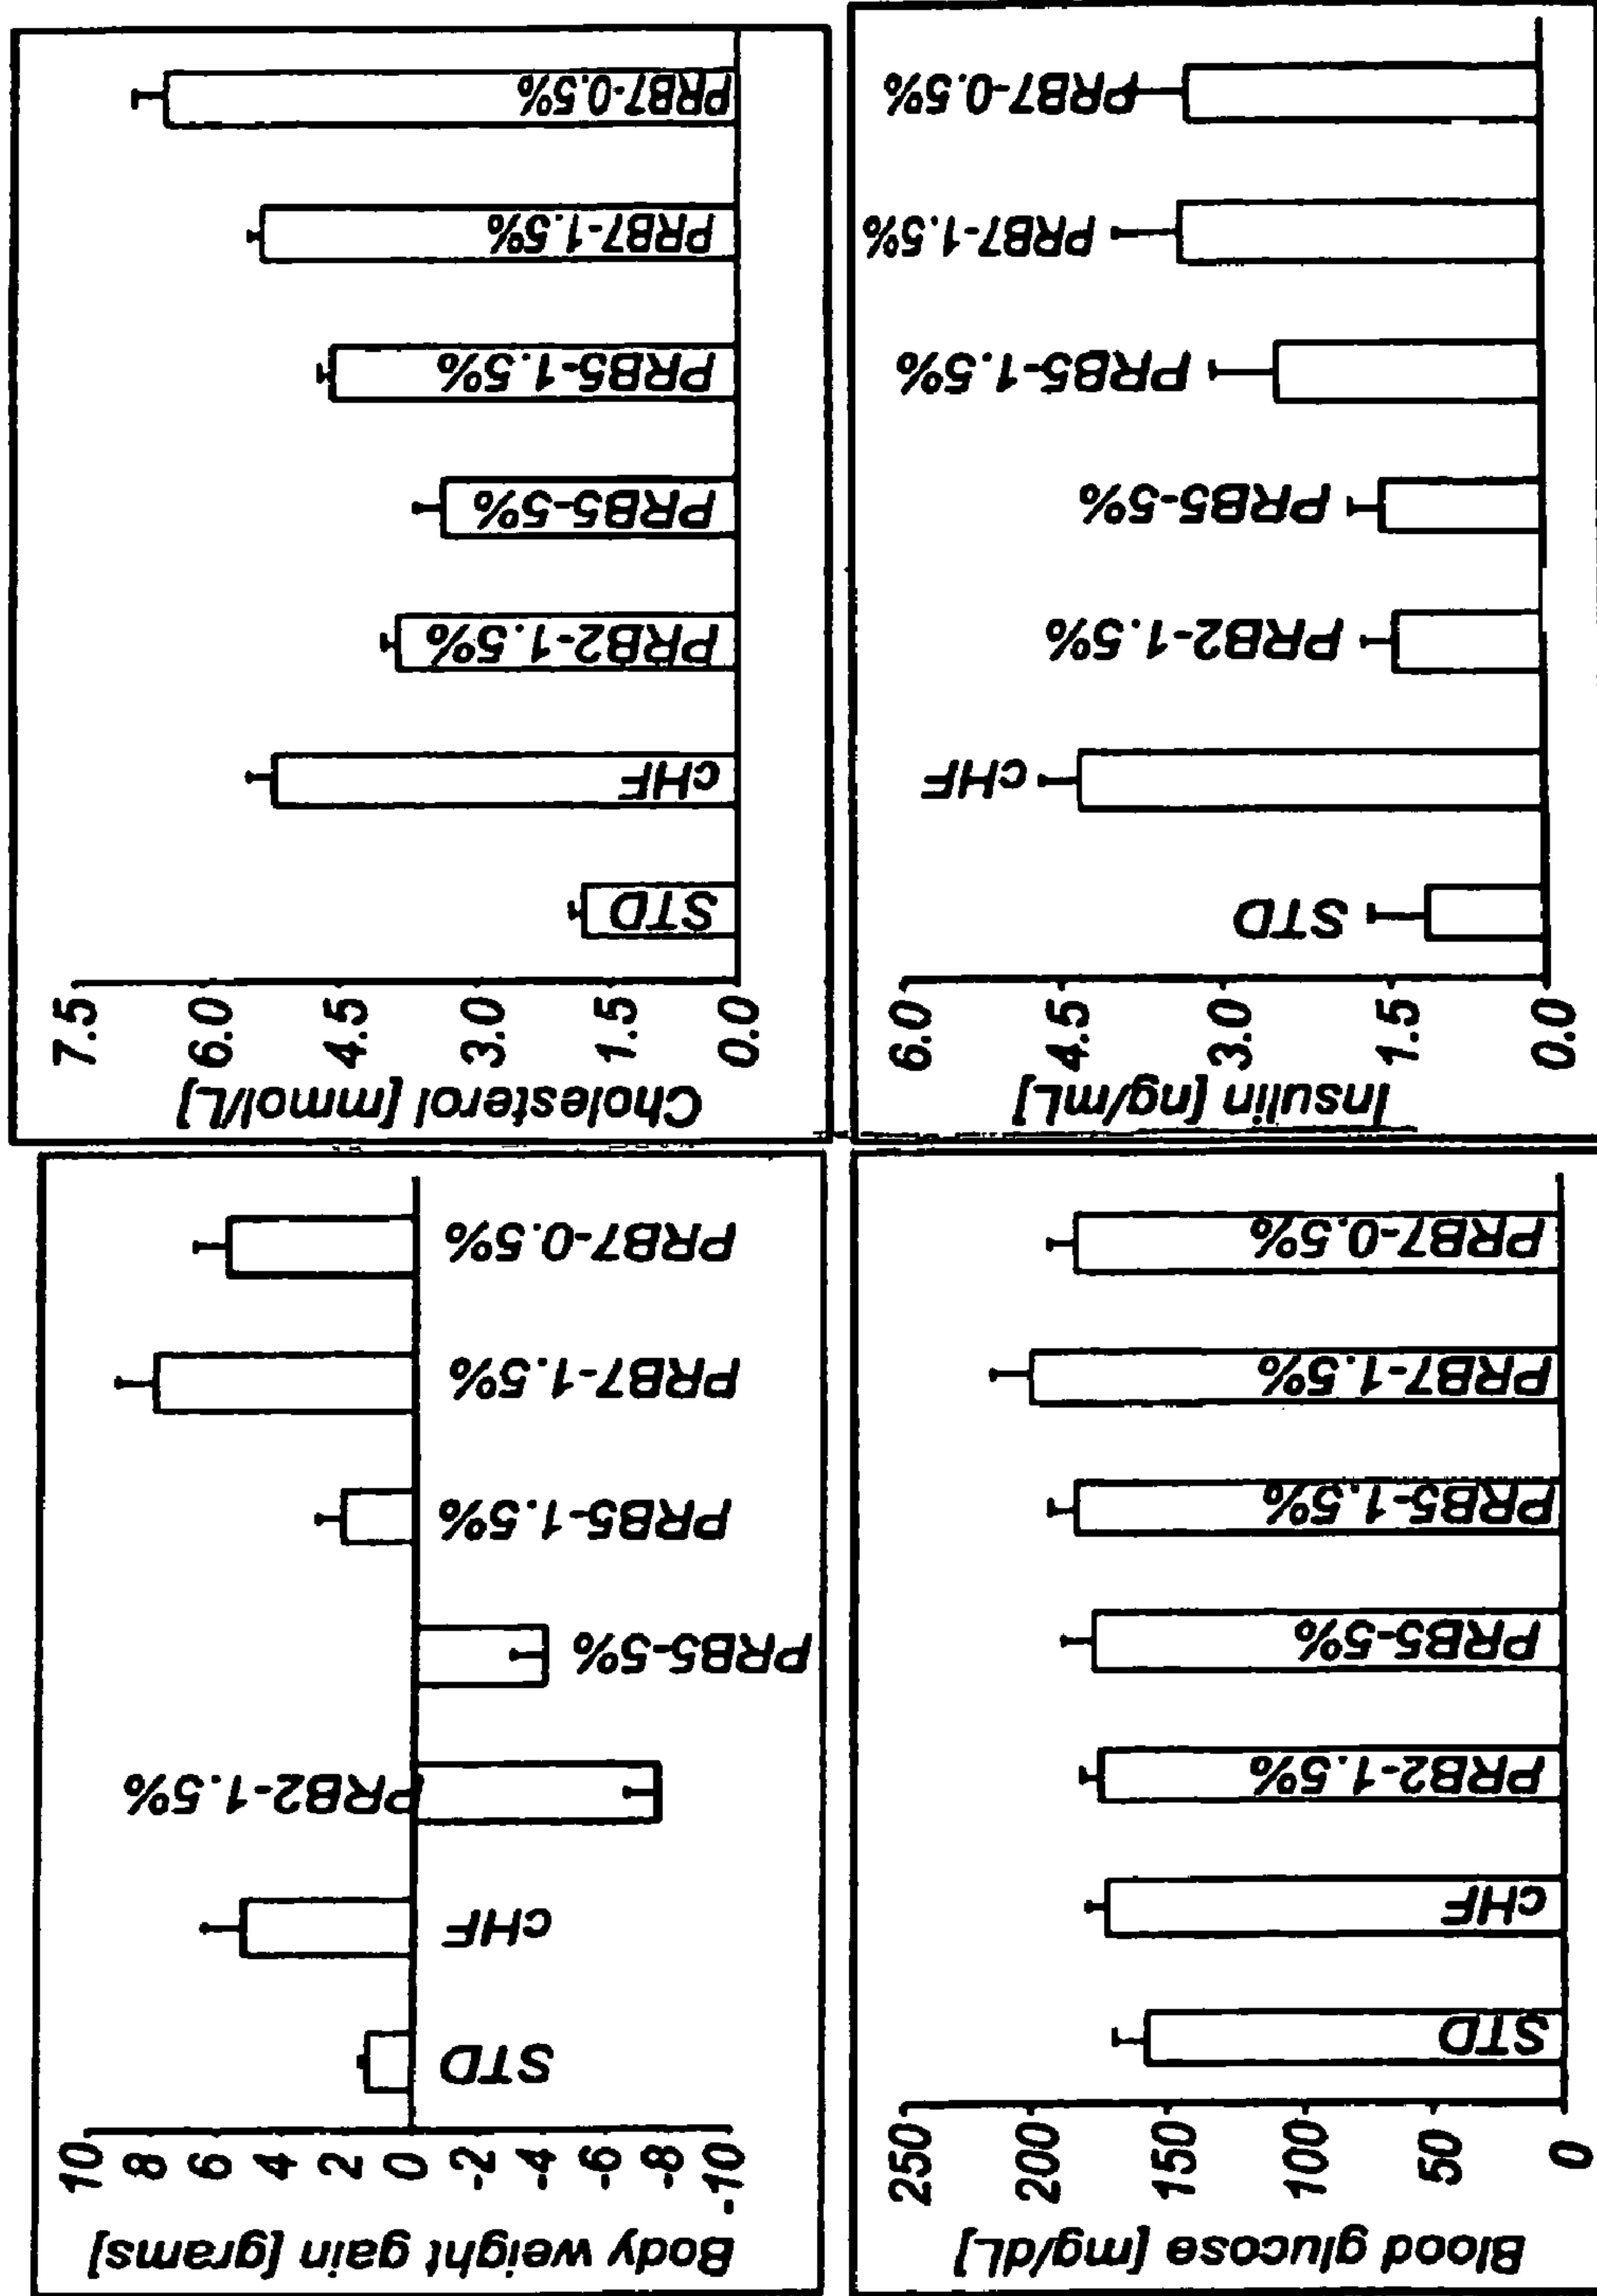 Body weight gain [grams]
10
8
6
4
2
0
-2
-4
-6
-8
-10
STD
cHF
PRB2-1.5%
PRB5-5%
PRB5-1.5%
PRB7-1.5%
PRB7-0.5%
Cholesterol [mmol/L]
7.5
6.0
4.5
3.0
1.5
0.0
STD
cHF
PRB2-1.5%
PRB5-5%
PRB5-1.5%
PRB7-1.5%
PRB7-0.5%
Blood glucose [mg/dL]
250
200
150
100
50
0
STD
cHF
PRB2-1.5%
PRB5-5%
PRB5-1.5%
PRB7-1.5%
PRB7-0.5%
Insulin [ng/mL]
6.0
4.5
3.0
1.5
0.0
STD
cHF
PRB2-1.5%
PRB5-5%
PRB5-1.5%
PRB7-1.5%
PRB7-0.5%